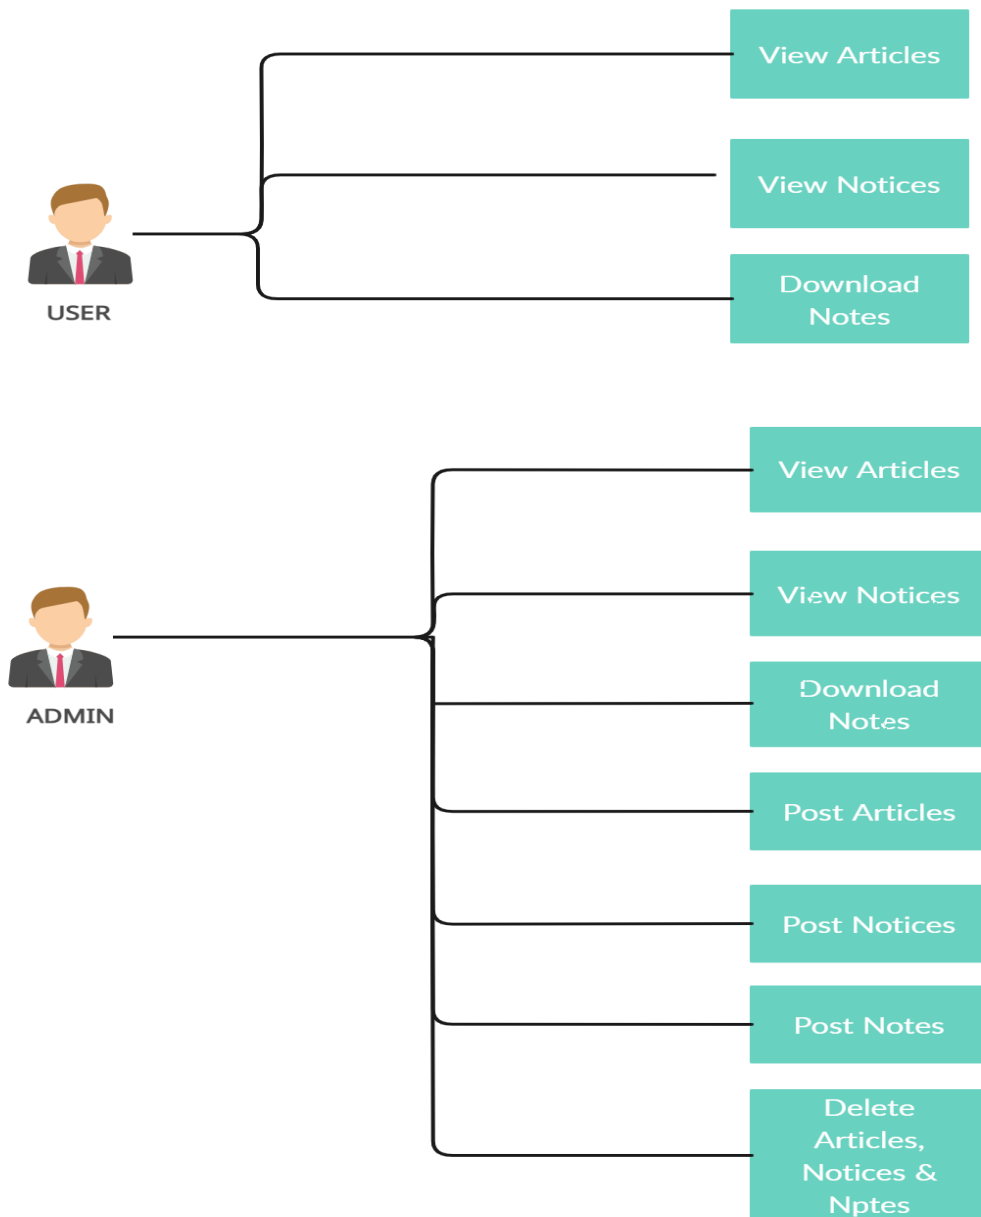 View Articles
View Notices
Download
Notes
USER
View Articles
View Notices
Download
Notes
ADMIN
Post Articles
Post Notices
Post Notes
Delete
Articles,
Notices &
Nptes